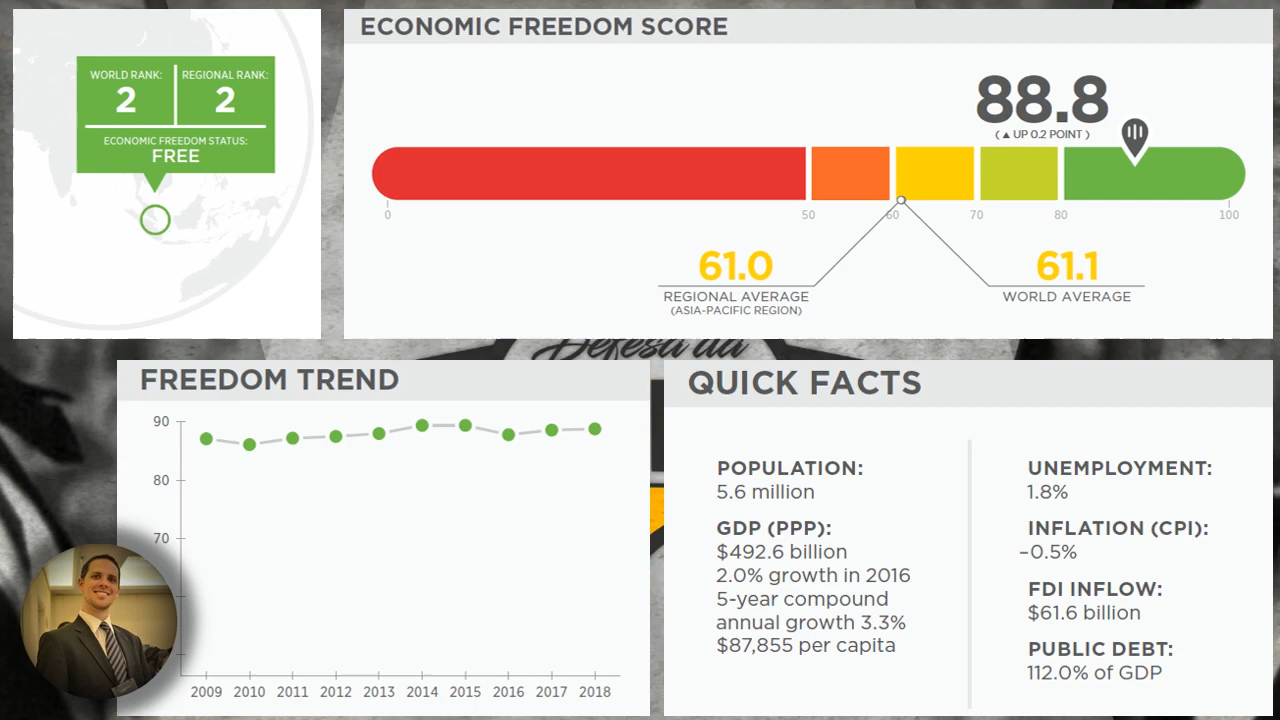 WORLD RANK:
2
REGIONAL RANK:
2
ECONOMIC FREEDOM STATUS:
FREE
ECONOMIC FREEDOM SCORE
88.8
( ▲ UP 0.2 POINT )
0 50 60 70 80 100
61.0
REGIONAL AVERAGE
(ASIA-PACIFIC REGION)
61.1
WORLD AVERAGE
Defesa da
FREEDOM TREND
90
80
70
2009 2010 2011 2012 2013 2014 2015 2016 2017 2018
QUICK FACTS
POPULATION:
5.6 million
GDP (PPP):
$492.6 billion
2.0% growth in 2016
5-year compound
annual growth 3.3%
$87,855 per capita
UNEMPLOYMENT:
1.8%
INFLATION (CPI):
–0.5%
FDI INFLOW:
$61.6 billion
PUBLIC DEBT:
112.0% of GDP